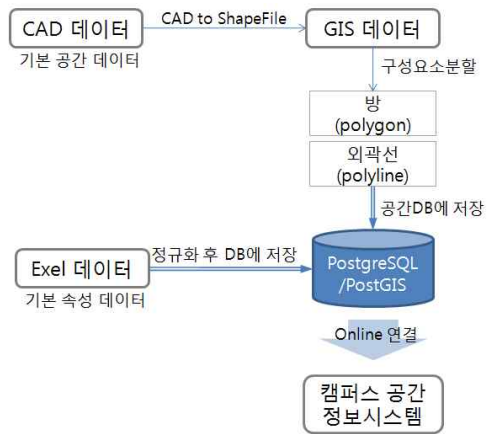 CAD 데이터
CAD to ShapeFile
GIS 데이터
기본 공간 데이터
구성요소분할
방
(polygon)
외곽선
(polyline)
공간DB에 저장
Exel 데이터
정규화 후 DB에 저장
PostgreSQL
/PostGIS
기본 속성 데이터
Online 연결
캠퍼스 공간
정보시스템